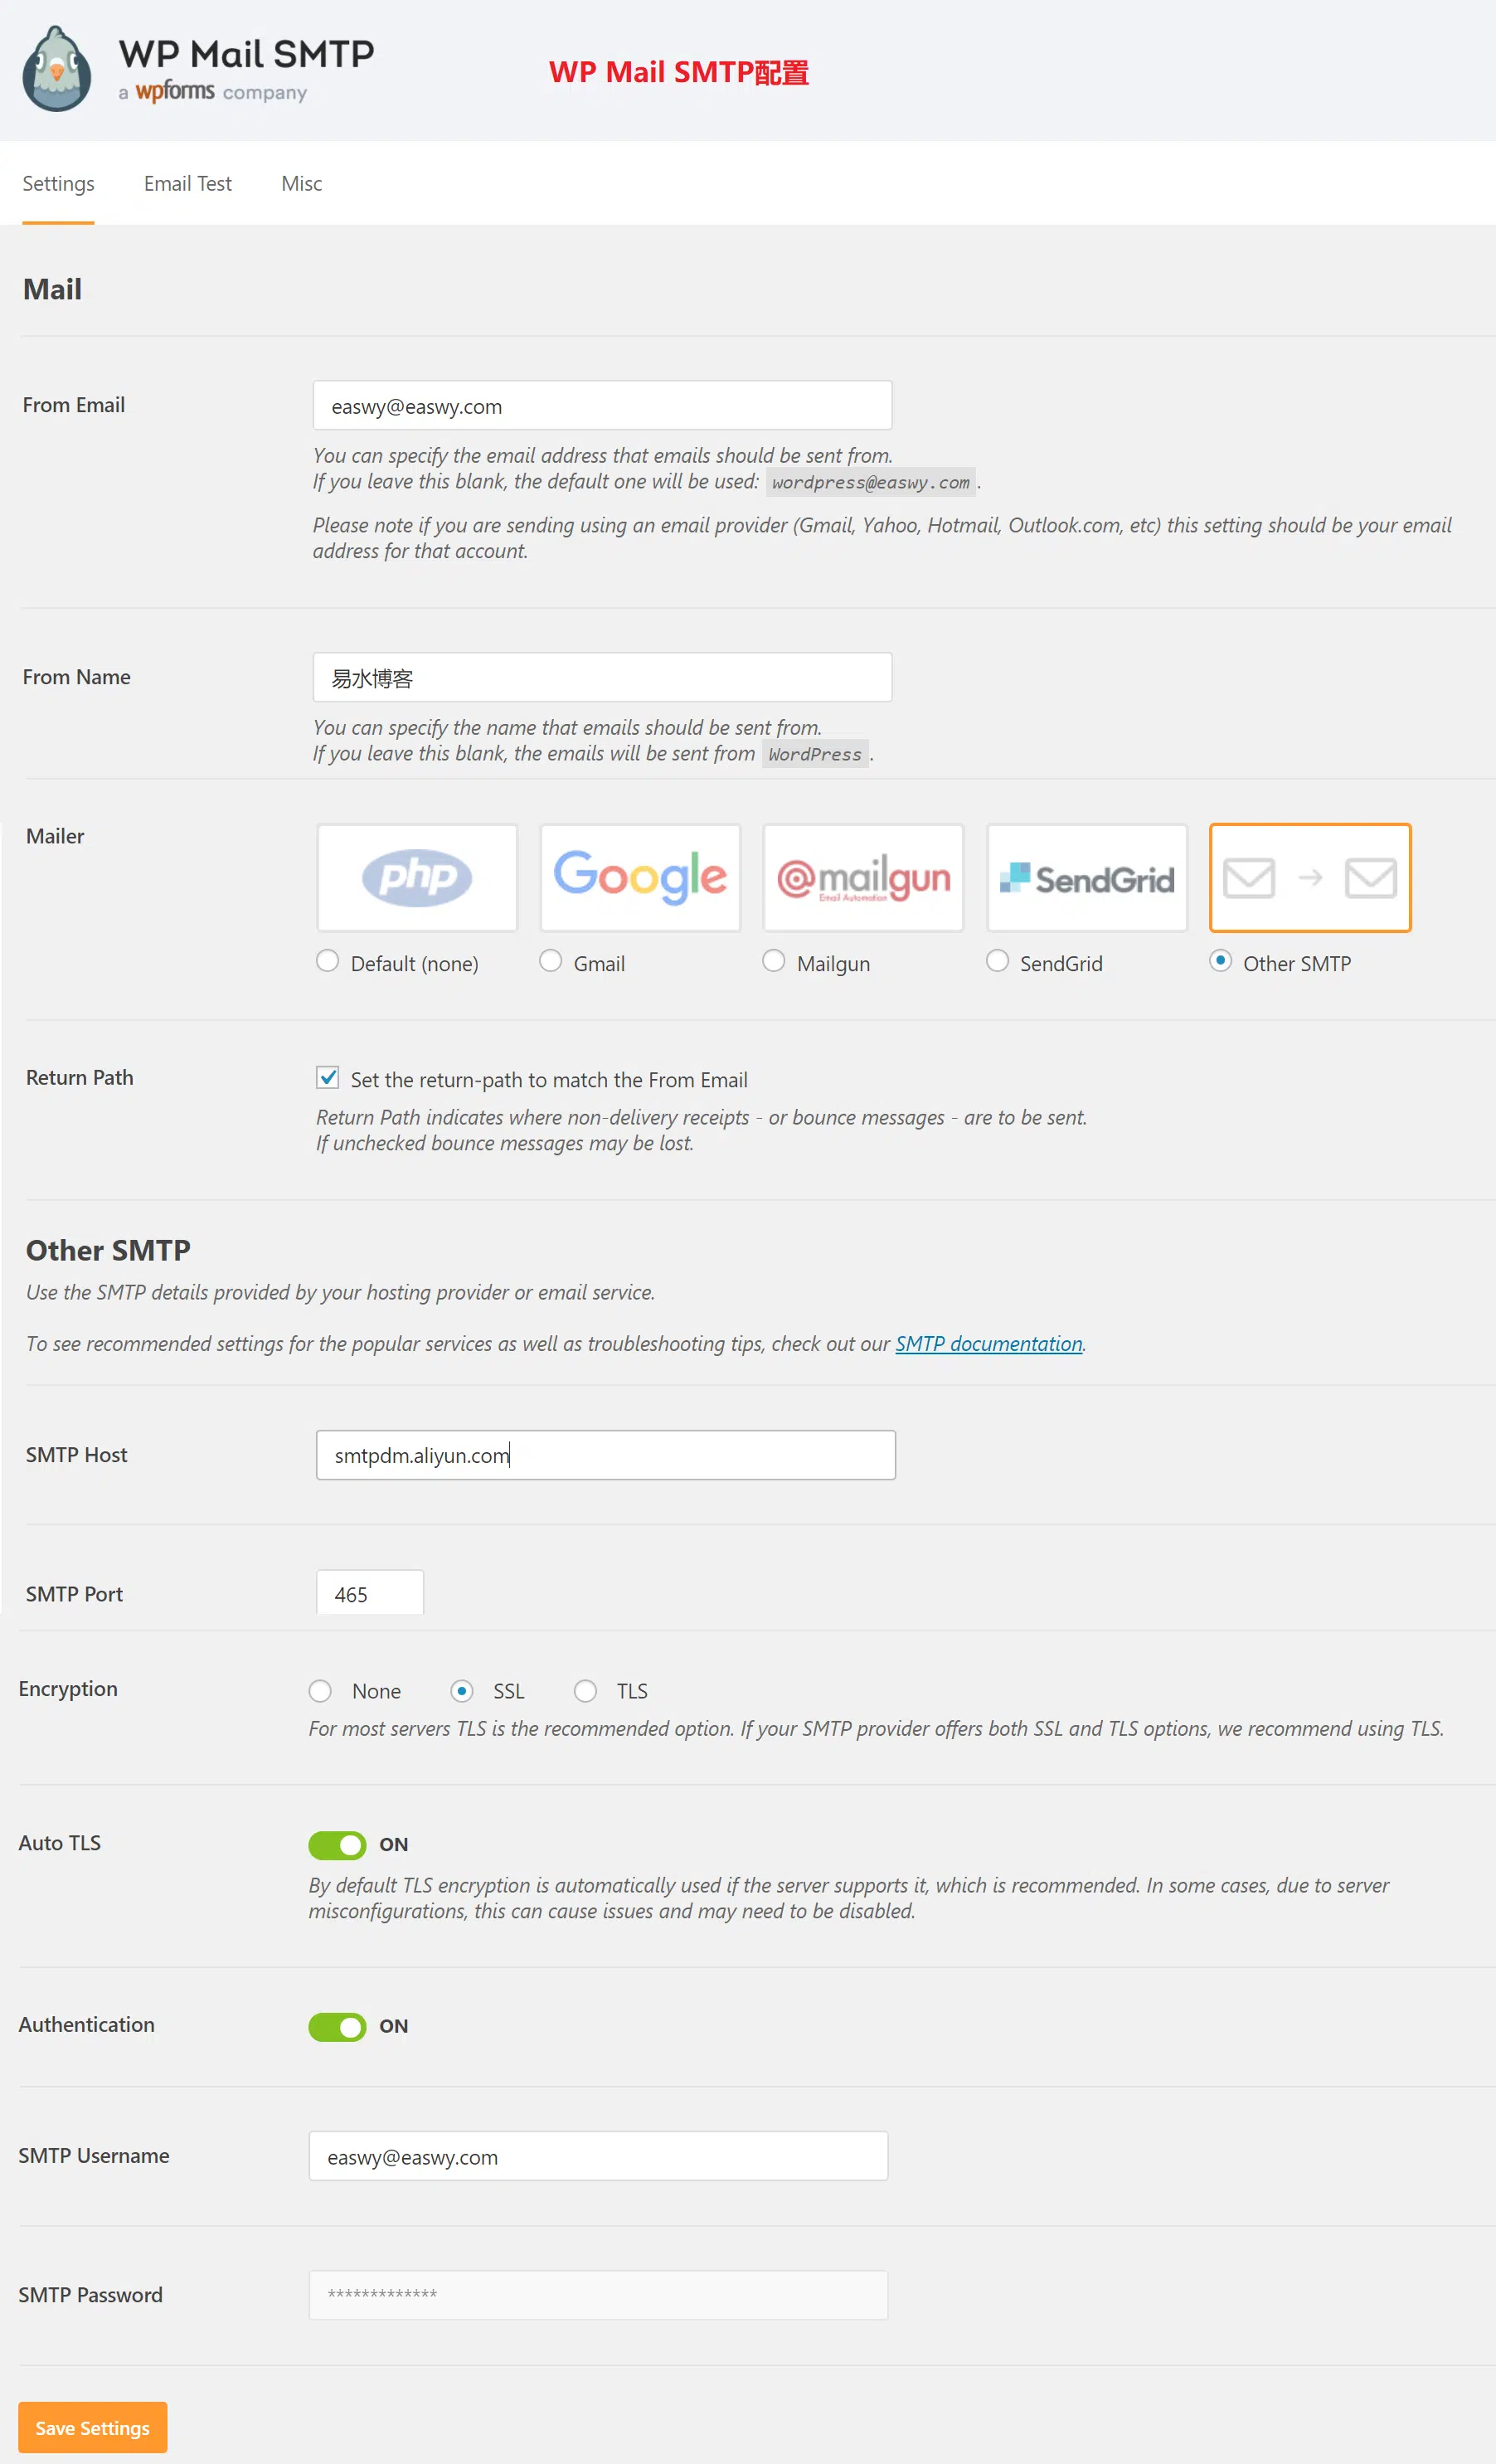 WP Mail SMTP
a wpforms company
WP Mail SMTP配置
Settings Email Test Misc
Mail
From Email
easwy@easwy.com
You can specify the email address that emails should be sent from.
If you leave this blank, the default one will be used: wordpress@easwy.com.
Please note if you are sending using an email provider (Gmail, Yahoo, Hotmail, Outlook.com, etc) this setting should be your email
address for that account.
From Name
易水博客
You can specify the name that emails should be sent from.
If you leave this blank, the emails will be sent from WordPress.
Mailer
php Google @mailgun SendGrid
Email Automation
Default (none) Gmail Mailgun SendGrid Other SMTP
Return Path
Set the return-path to match the From Email
Return Path indicates where non-delivery receipts - or bounce messages - are to be sent.
If unchecked bounce messages may be lost.
Other SMTP
Use the SMTP details provided by your hosting provider or email service.
To see recommended settings for the popular services as well as troubleshooting tips, check out our SMTP documentation.
SMTP Host
smtpdm.aliyun.com
SMTP Port
465
Encryption
None SSL TLS
For most servers TLS is the recommended option. If your SMTP provider offers both SSL and TLS options, we recommend using TLS.
Auto TLS
ON
By default TLS encryption is automatically used if the server supports it, which is recommended. In some cases, due to server
misconfigurations, this can cause issues and may need to be disabled.
Authentication
ON
SMTP Username
easwy@easwy.com
SMTP Password
*************
Save Settings